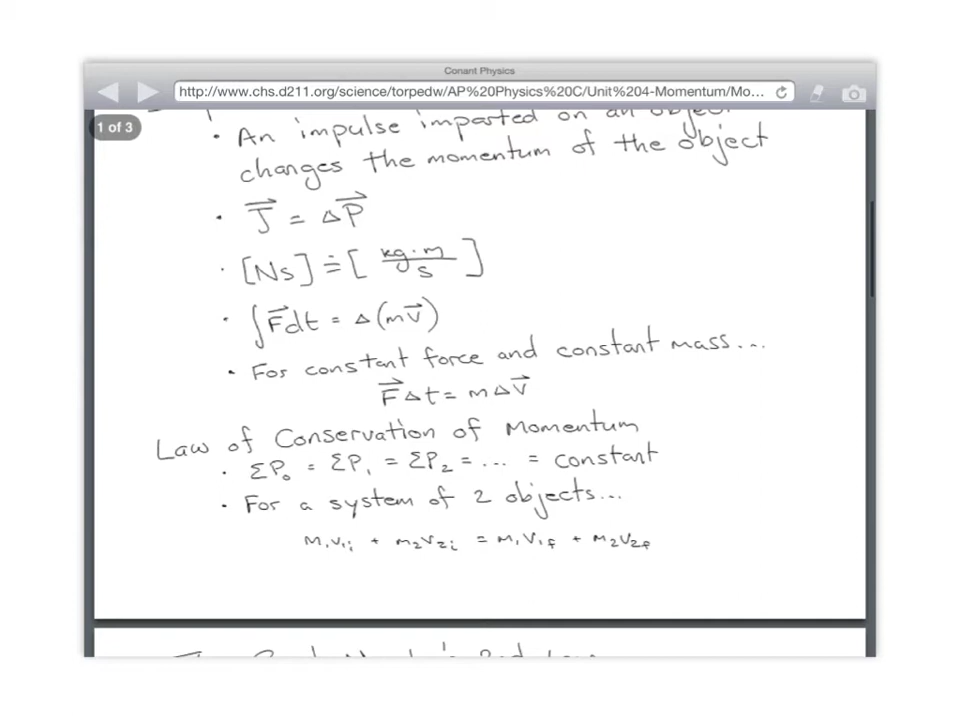 Conant Physics
http://www.chs.d211.org/science/torpedw/AP%20Physics%20C/Unit%204-Momentum/Mo...
1 of 3
• An impulse imparted on an object
changes the momentum of the object
• J⃗ = ΔP⃗
• [Ns] ≐ [kg·m/s]
• ∫F⃗dt = Δ(mv⃗)
• For constant force and constant mass...
F⃗Δt = mΔv⃗
Law of Conservation of Momentum
• ΣP₀ = ΣP₁ = ΣP₂ = ... = constant
• For a system of 2 objects...
m₁v₁ᵢ + m₂v₂ᵢ = m₁v₁f + m₂v₂f